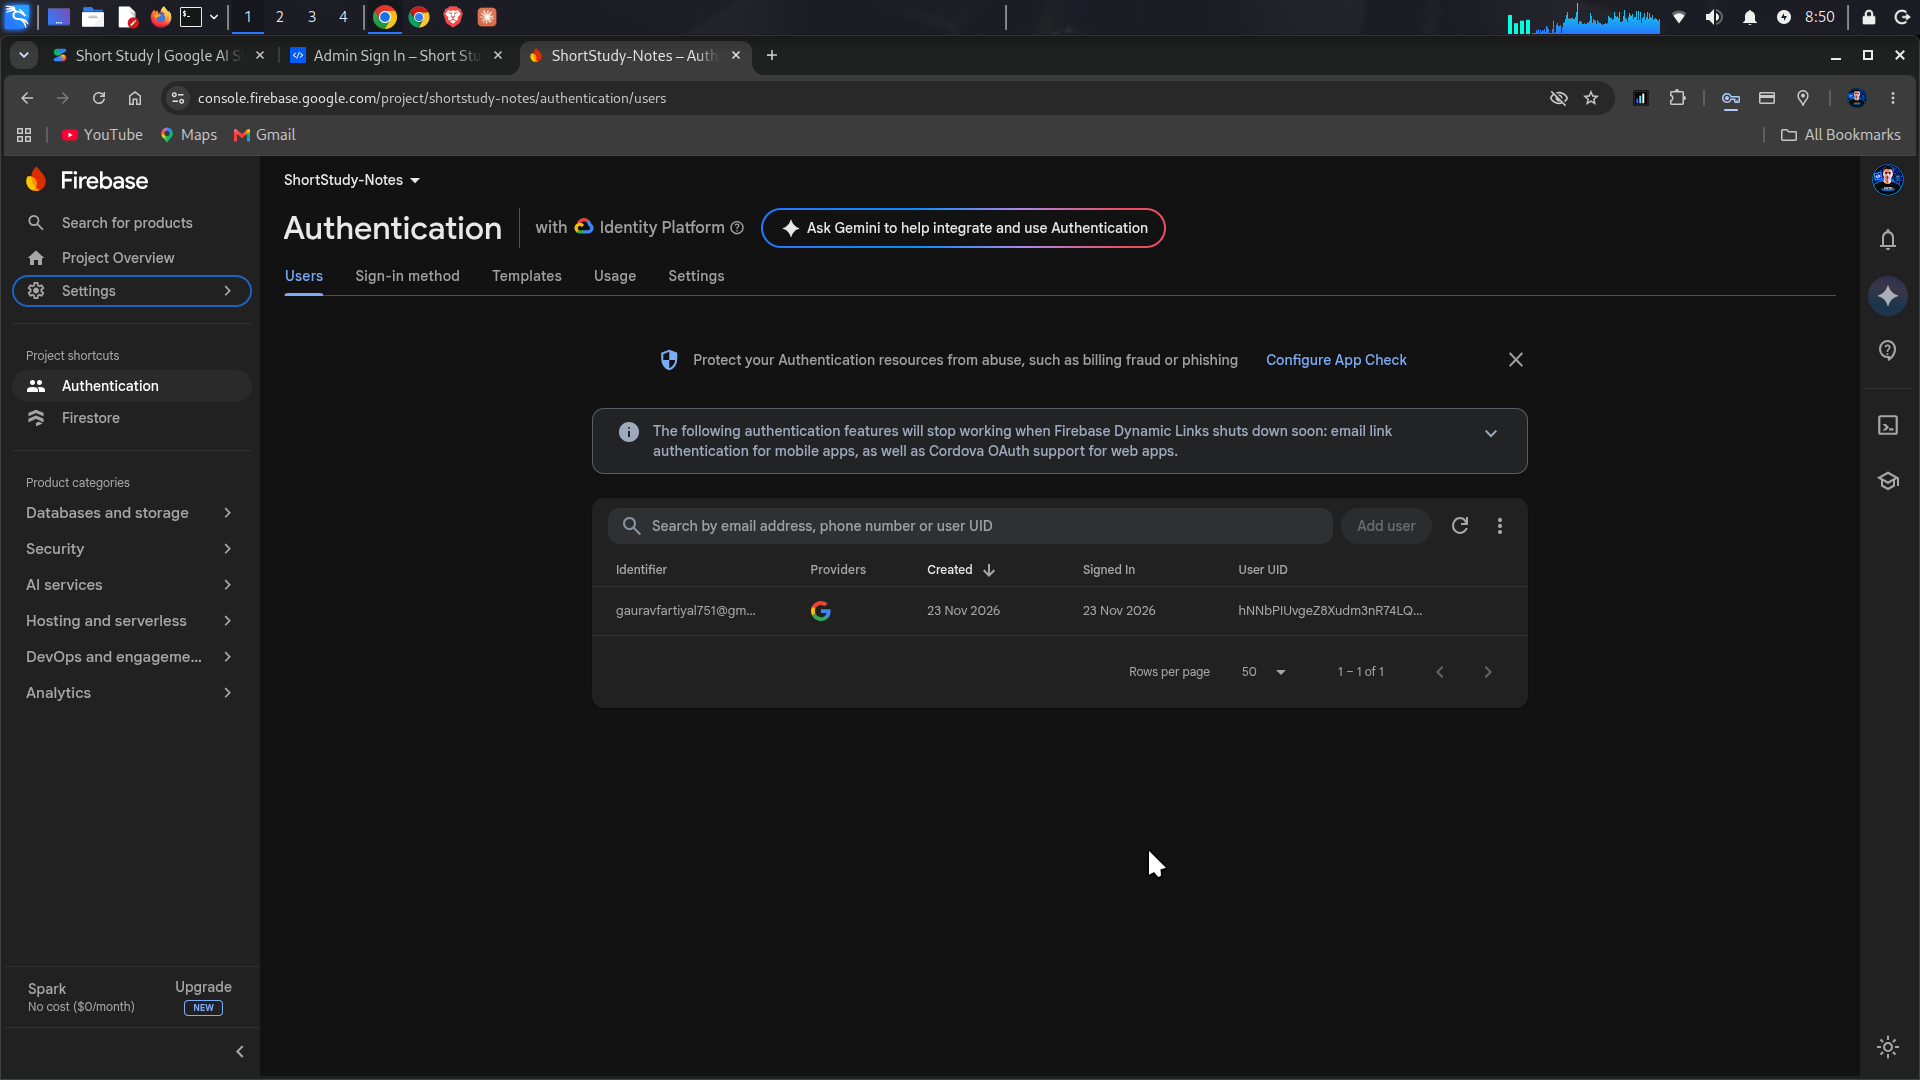 1 2 3 4 8:50
Short Study | Google AI S
Admin Sign In – Short Stu
ShortStudy-Notes – Auth
console.firebase.google.com/project/shortstudy-notes/authentication/users
YouTube Maps Gmail All Bookmarks
Firebase
Search for products
Project Overview
Settings
Project shortcuts
Authentication
Firestore
Product categories
Databases and storage
Security
AI services
Hosting and serverless
DevOps and engageme...
Analytics
Spark
No cost ($0/month)
Upgrade
NEW
ShortStudy-Notes
Authentication with Identity Platform Ask Gemini to help integrate and use Authentication
Users Sign-in method Templates Usage Settings
Protect your Authentication resources from abuse, such as billing fraud or phishing Configure App Check
The following authentication features will stop working when Firebase Dynamic Links shuts down soon: email link
authentication for mobile apps, as well as Cordova OAuth support for web apps.
Search by email address, phone number or user UID Add user
Identifier Providers Created Signed In User UID
gauravfartiyal751@gm... 23 Nov 2026 23 Nov 2026 hNNbPIUvgeZ8Xudm3nR74LQ...
Rows per page 50 1 – 1 of 1